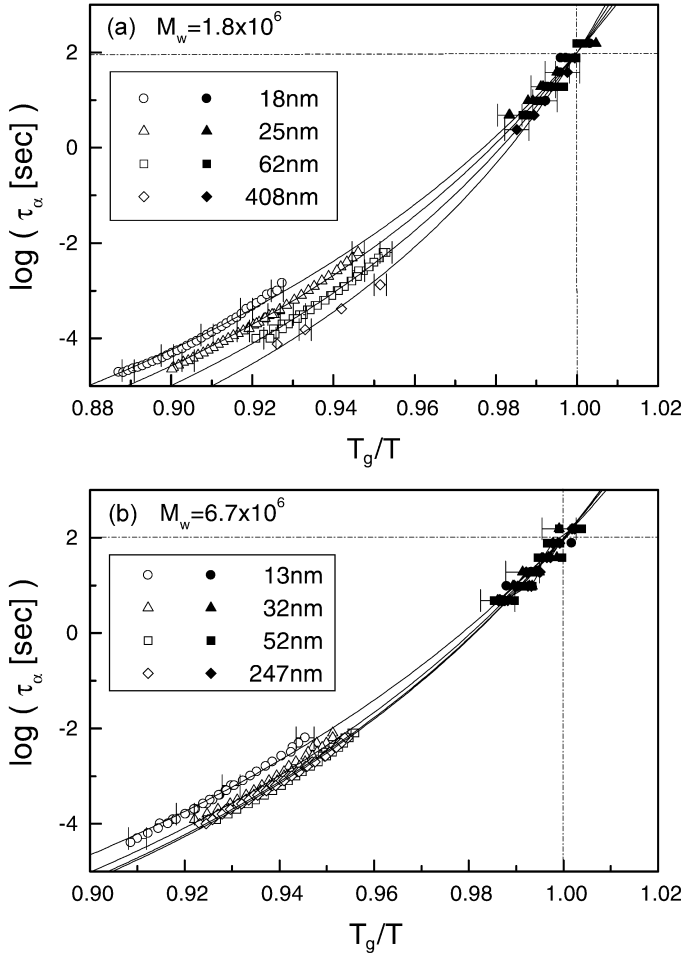 (a) M_w=1.8x10^6
18nm
25nm
62nm
408nm
log ( τ_α [sec] )
2
0
-2
-4
0.88 0.90 0.92 0.94 0.96 0.98 1.00 1.02
T_g/T
(b) M_w=6.7x10^6
13nm
32nm
52nm
247nm
log ( τ_α [sec] )
2
0
-2
-4
0.90 0.92 0.94 0.96 0.98 1.00 1.02
T_g/T